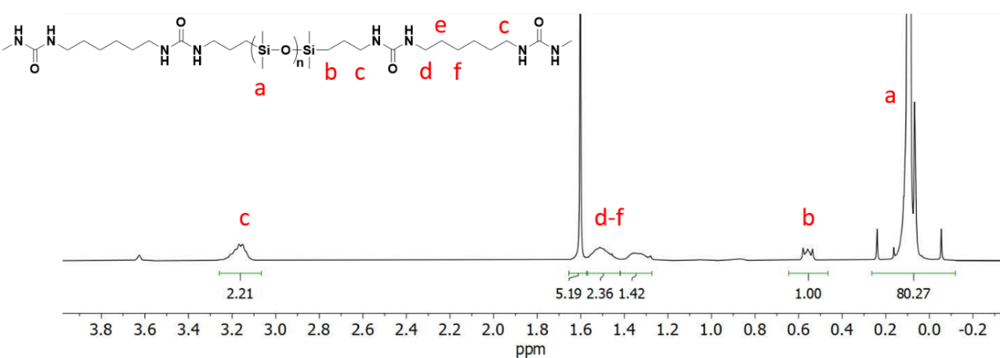 O
H
N
H
N
H
N
H
N
e
c
H
N
H
N
O
N
H
O
N
H
N
H
Si
O
Si
n
N
H
O
N
H
N
H
a
b
c
d
f
a
c
d-f
b
2.21
5.19 2.36 1.42
1.00
80.27
3.8 3.6 3.4 3.2 3.0 2.8 2.6 2.4 2.2 2.0 1.8 1.6 1.4 1.2 1.0 0.8 0.6 0.4 0.2 0.0 -0.2
ppm